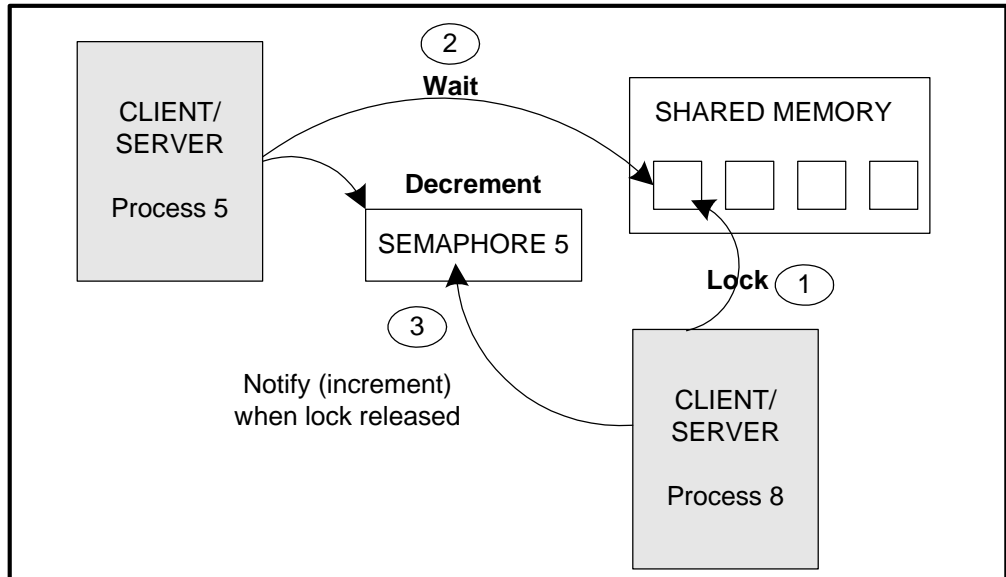 2
Wait
CLIENT/
SERVER
Process 5
SHARED MEMORY
Decrement
SEMAPHORE 5
Lock
1
3
Notify (increment)
when lock released
CLIENT/
SERVER
Process 8